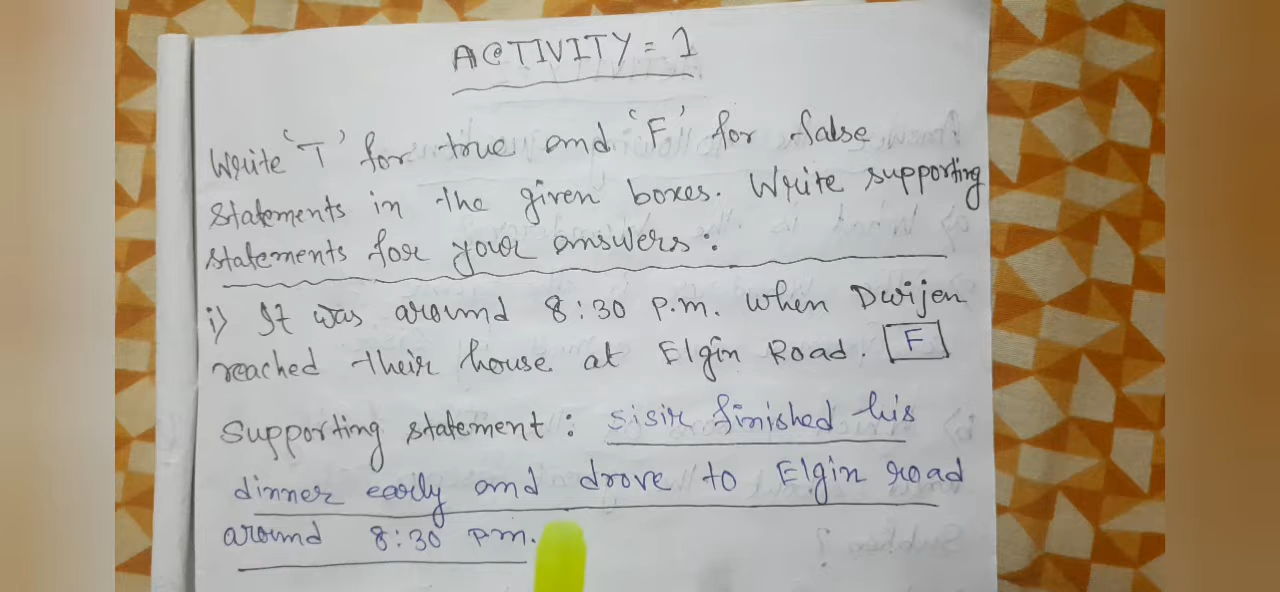 ACTIVITY = 1
Write 'T' for true and 'F' for false
statements in the given boxes. Write supporting
statements for your answers :
i) It was around 8:30 P.m. when Dwijen
reached their house at Elgin Road. F
Supporting statement : Sisir finished his
dinner early and drove to Elgin road
around 8:30 pm.